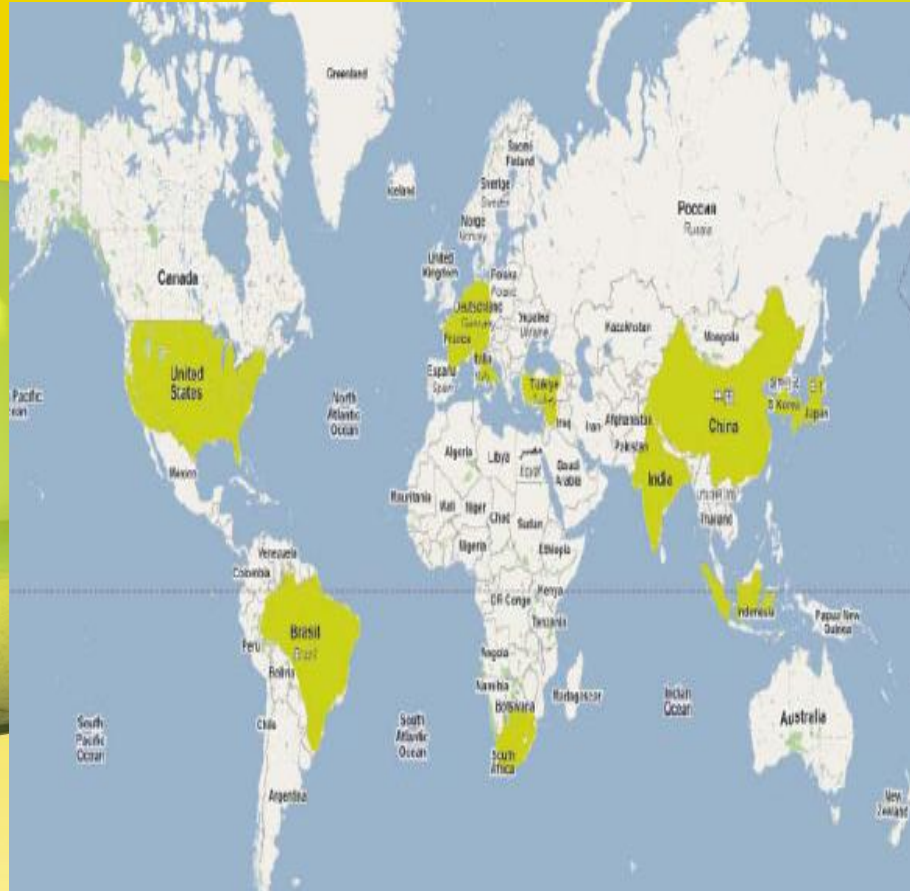 Greenland
Iceland
Suomi
Finland
Sverige
Sweden
Norge
Norway
Россия
Russia
Canada
United
Kingdom
Polska
Poland
Deutschland
Germany
Україна
Ukraine
France
Italia
Italy
España
Spain
Kazakhstan
Mongolia
United
States
North
Atlantic
Ocean
Türkiye
S Korea
Japan
中国
China
Iraq
Iran
Afghanistan
Pakistan
Algeria
Libya
Egypt
Saudi
Arabia
India
Mexico
Mauritania
Mali
Niger
Chad
Sudan
Thailand
Nigeria
Ethiopia
Venezuela
Colombia
DR Congo
Kenya
Indonesia
Papua New
Guinea
Tanzania
Brasil
Brazil
Peru
Bolivia
Angola
Namibia
Botswana
Madagascar
Indian
Ocean
Australia
Chile
South
Pacific
Ocean
South
Atlantic
Ocean
South
Africa
Argentina
New
Zealand